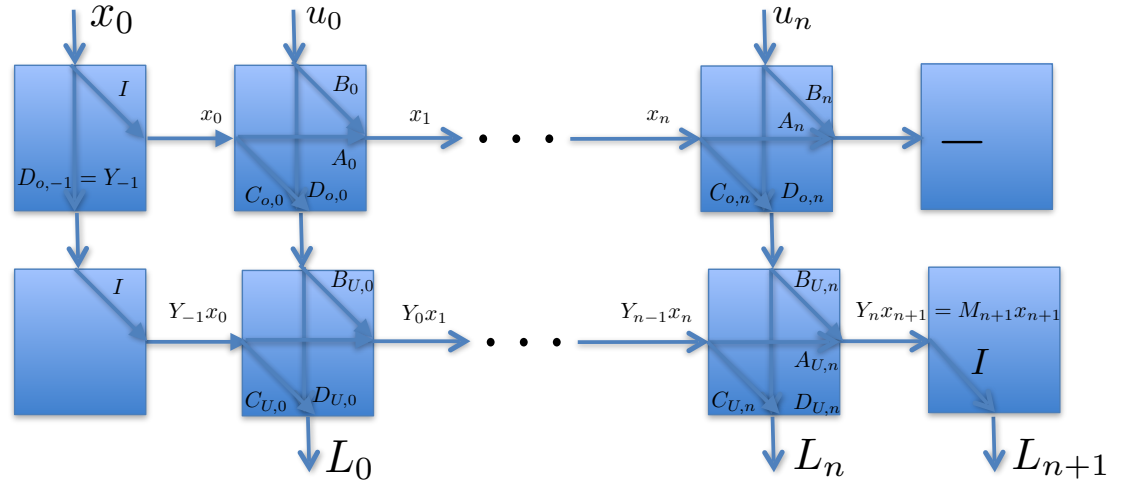 x_0 u_0 u_n
I B_0 B_n
x_0 x_1 · · · x_n A_n —
A_0
D_{o,-1} = Y_{-1} C_{o,0} D_{o,0} C_{o,n} D_{o,n}
I B_{U,0} B_{U,n}
Y_{-1}x_0 Y_0x_1 Y_{n-1}x_n Y_nx_{n+1} = M_{n+1}x_{n+1}
· · · A_{U,n} I
C_{U,0} D_{U,0} C_{U,n} D_{U,n}
L_0 L_n L_{n+1}